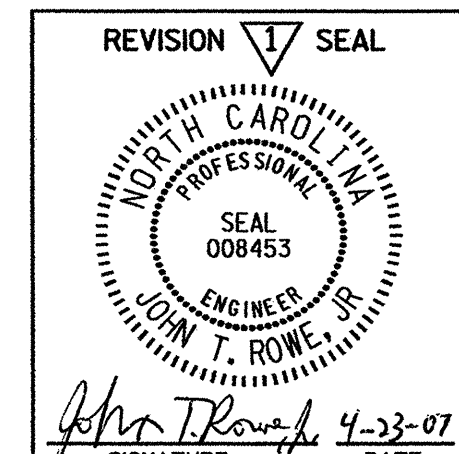 REVISION 1 SEAL
NORTH CAROLINA
PROFESSIONAL
SEAL
008453
ENGINEER
JOHN T. ROWE, JR
John T. Rowe, Jr. 4-23-07
SIGNATURE DATE